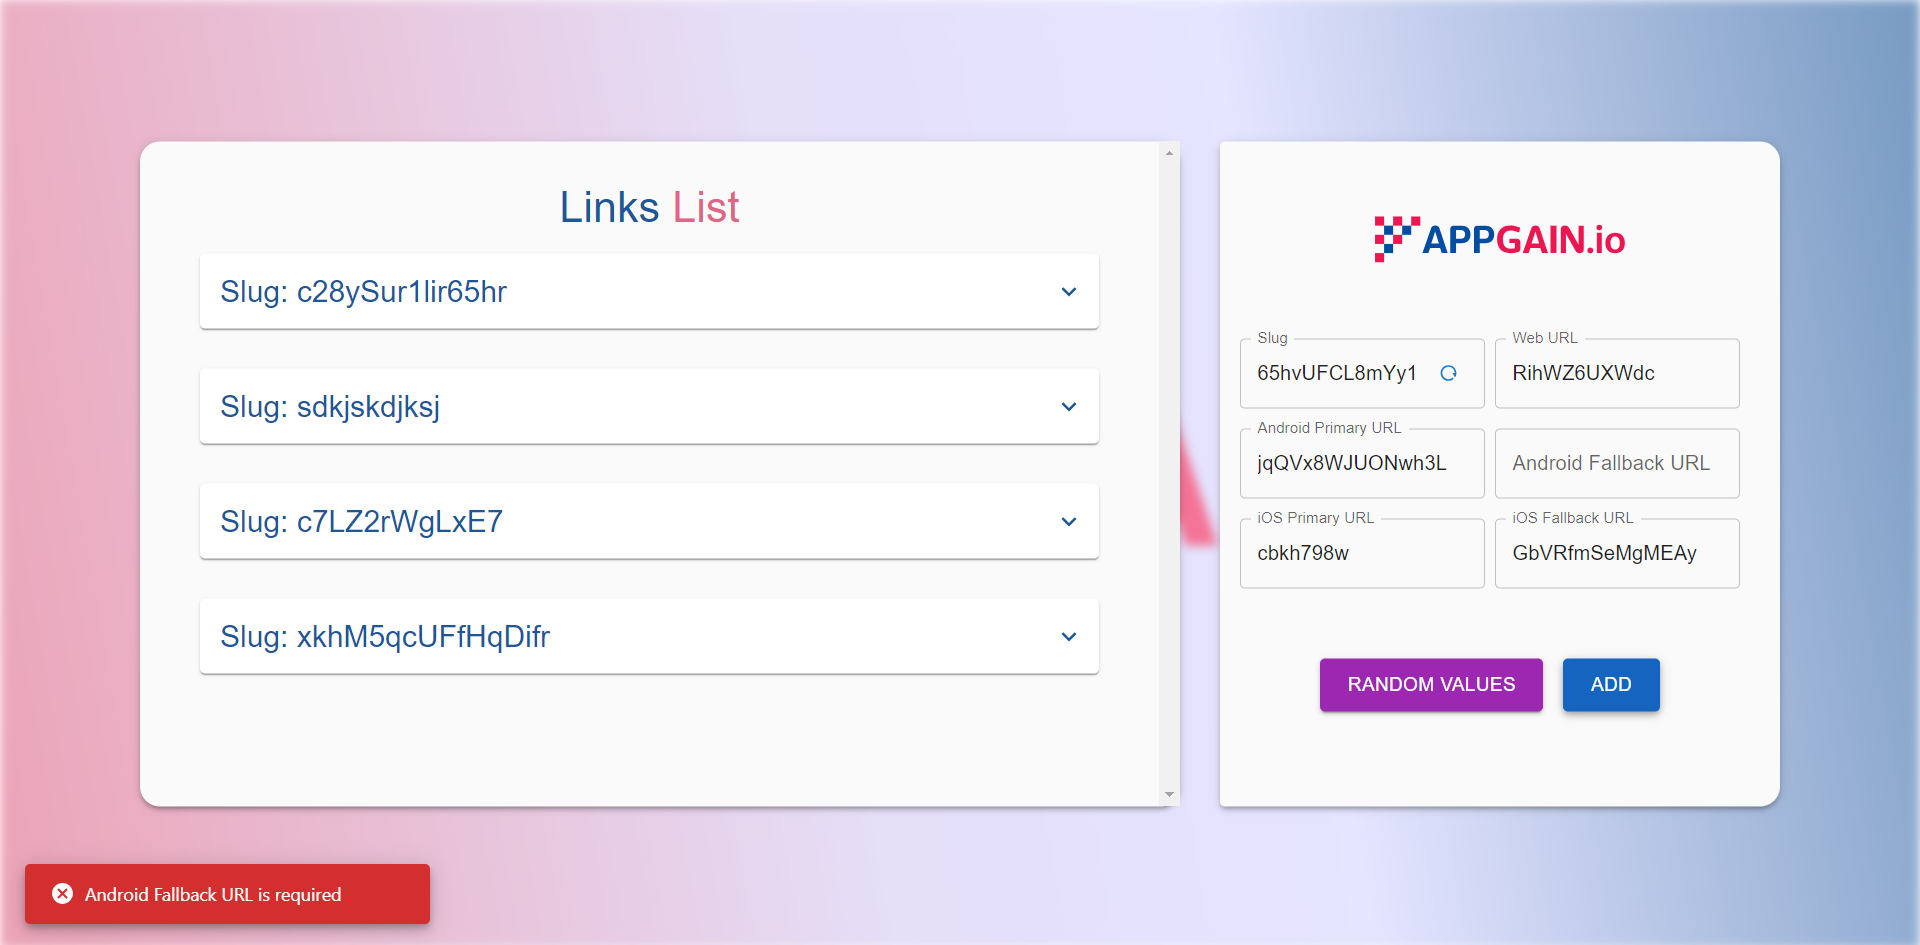 Links List
Slug: c28ySur1lir65hr
Slug: sdkjskdjksj
Slug: c7LZ2rWgLxE7
Slug: xkhM5qcUFfHqDifr
APPGAIN.io
Slug
65hvUFCL8mYy1
Web URL
RihWZ6UXWdc
Android Primary URL
jqQVx8WJUONwh3L
Android Fallback URL
iOS Primary URL
cbkh798w
iOS Fallback URL
GbVRfmSeMgMEAy
RANDOM VALUES
ADD
Android Fallback URL is required